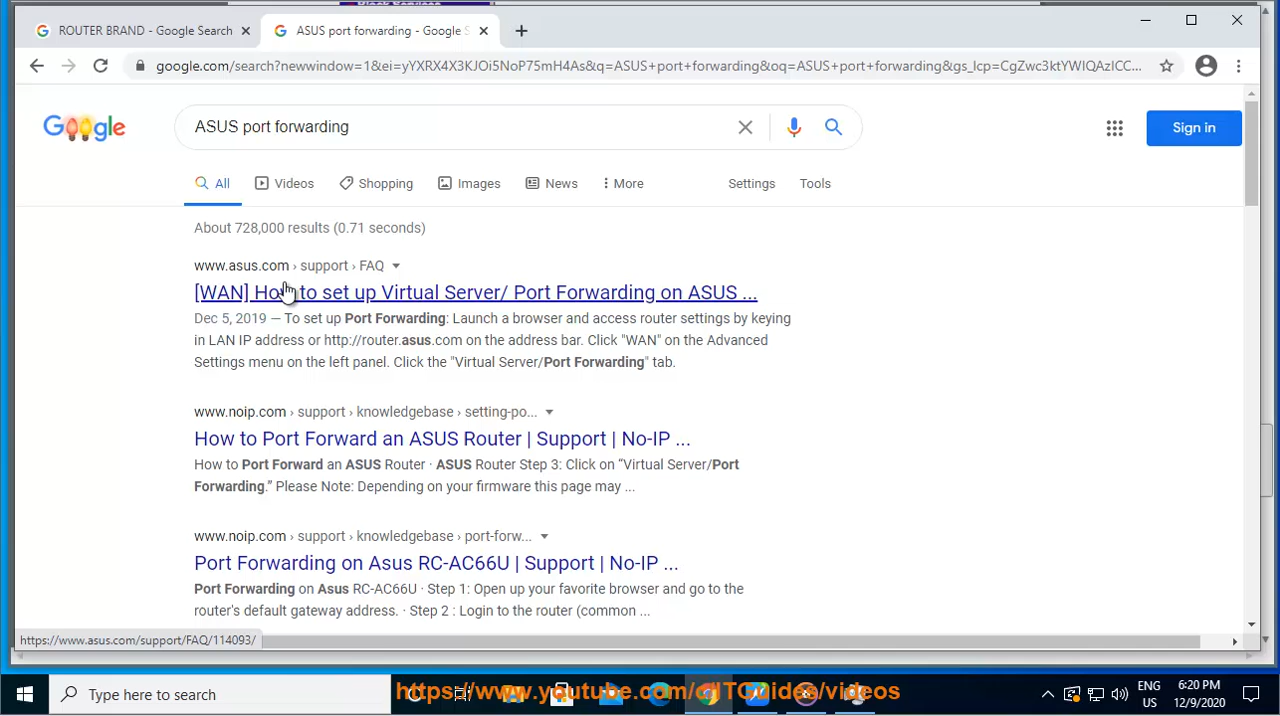 Block Services
ROUTER BRAND - Google Search
ASUS port forwarding - Google S
google.com/search?newwindow=1&ei=yYXRX4X3KJOi5NoP75mH4As&q=ASUS+port+forwarding&oq=ASUS+port+forwarding&gs_lcp=CgZwc3ktYWIQAzICC...
Google
ASUS port forwarding
Sign in
All
Videos
Shopping
Images
News
More
Settings
Tools
About 728,000 results (0.71 seconds)
www.asus.com › support › FAQ
[WAN] How to set up Virtual Server/ Port Forwarding on ASUS ...
Dec 5, 2019 — To set up Port Forwarding: Launch a browser and access router settings by keying
in LAN IP address or http://router.asus.com on the address bar. Click "WAN" on the Advanced
Settings menu on the left panel. Click the "Virtual Server/Port Forwarding" tab.
www.noip.com › support › knowledgebase › setting-po...
How to Port Forward an ASUS Router | Support | No-IP ...
How to Port Forward an ASUS Router · ASUS Router Step 3: Click on “Virtual Server/Port
Forwarding.” Please Note: Depending on your firmware this page may ...
www.noip.com › support › knowledgebase › port-forw...
Port Forwarding on Asus RC-AC66U | Support | No-IP ...
Port Forwarding on Asus RC-AC66U · Step 1: Open up your favorite browser and go to the
router's default gateway address. · Step 2 : Login to the router (common ...
https://www.asus.com/support/FAQ/114093/
Type here to search
https://www.youtube.com/c/ITGuides/videos
ENG
US
6:20 PM
12/9/2020